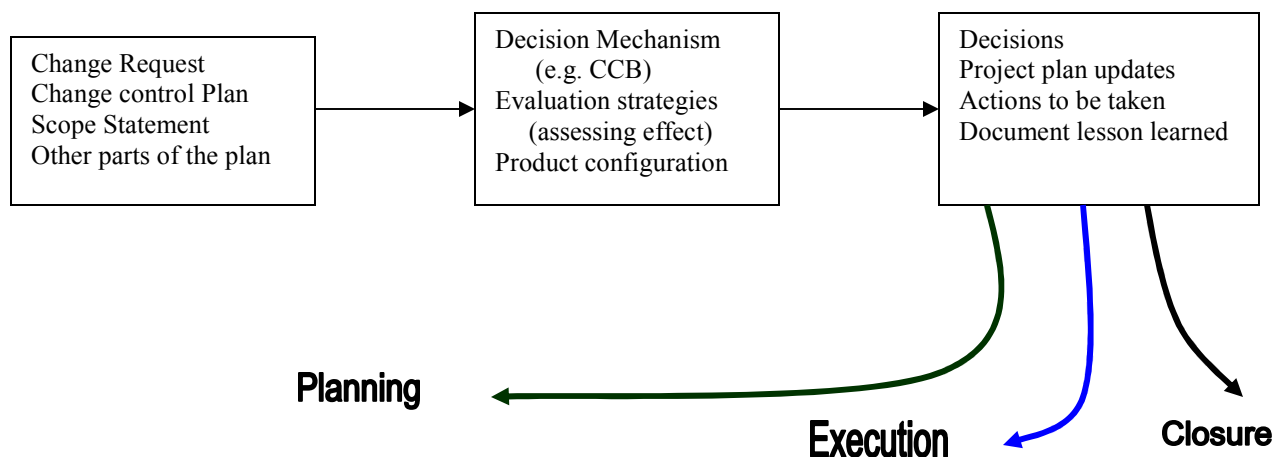 Change Request
Change control Plan
Scope Statement
Other parts of the plan
Decision Mechanism
(e.g. CCB)
Evaluation strategies
(assessing effect)
Product configuration
Decisions
Project plan updates
Actions to be taken
Document lesson learned
Planning
Execution
Closure